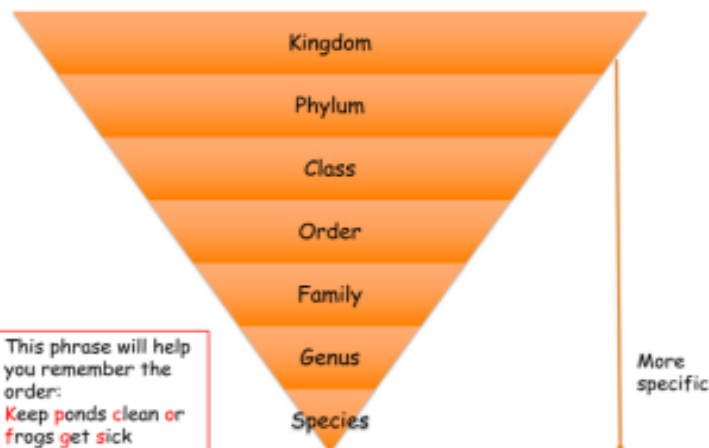 Kingdom
Phylum
Class
Order
Family
Genus
Species
More
specific
This phrase will help
you remember the
order:
Keep ponds clean or
frogs get sick